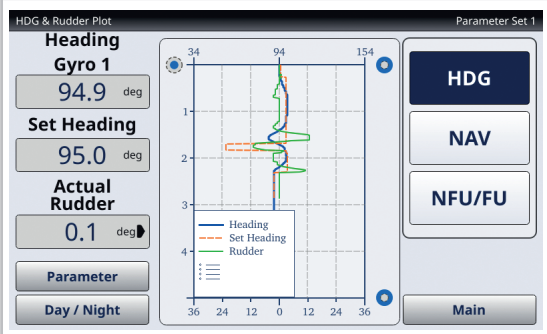 HDG & Rudder Plot
Parameter Set 1
Heading
Gyro 1
94.9 deg
Set Heading
95.0 deg
Actual
Rudder
0.1 deg
Parameter
Day / Night
34 94 154
1
2
3
4
Heading
Set Heading
Rudder
36 24 12 0 12 24 36
HDG
NAV
NFU/FU
Main